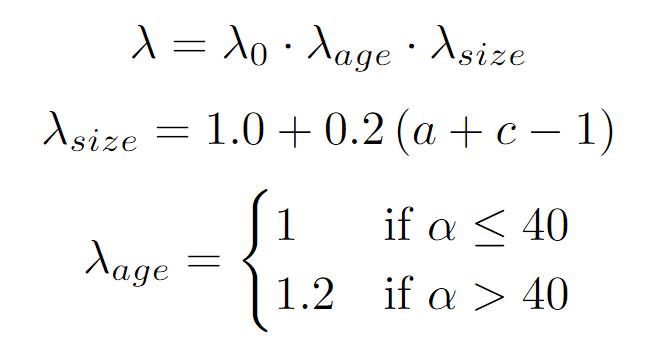 λ = λ₀ · λ_{age} · λ_{size}
λ_{size} = 1.0 + 0.2 (a + c − 1)
λ_{age} = { 1 if α ≤ 40
1.2 if α > 40